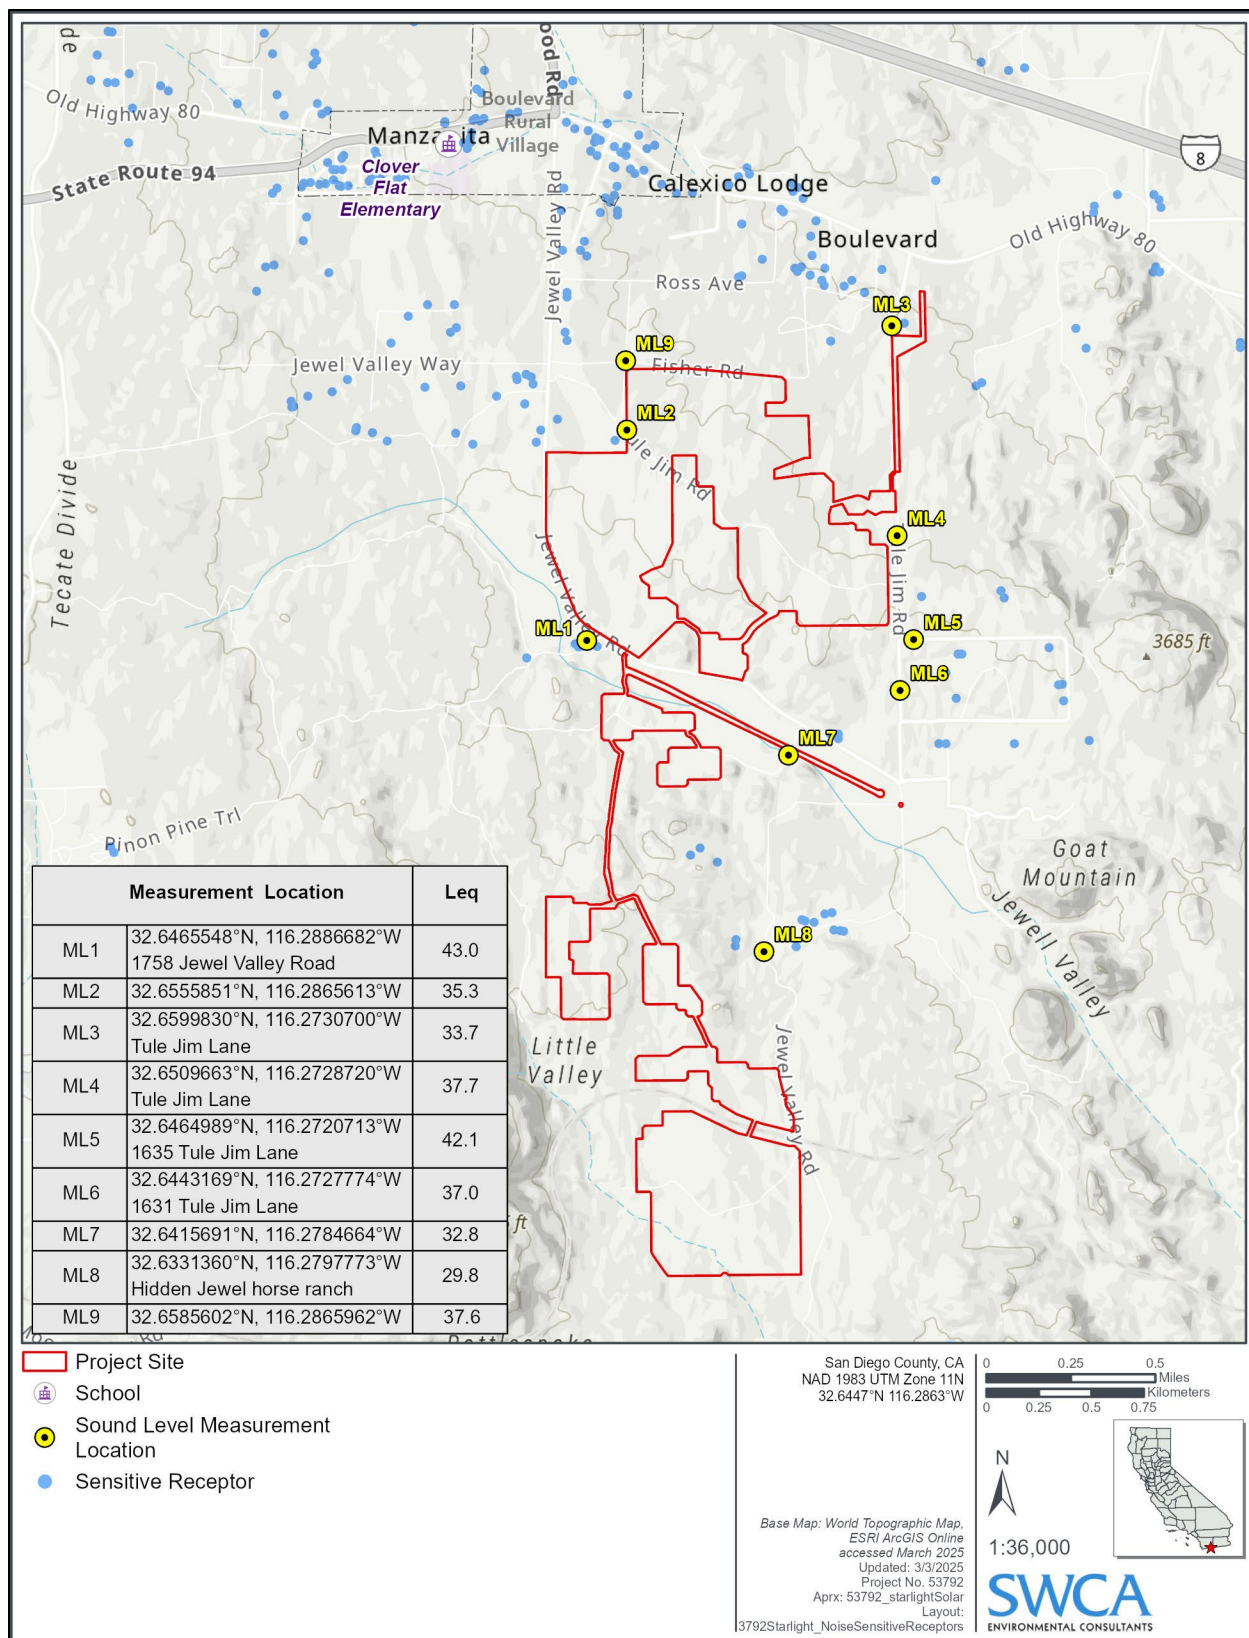 Old Highway 80
State Route 94
Manzanita
Boulevard
Rural
Village
Clover
Flat
Elementary
Calexico Lodge
8
Boulevard
Old Highway 80
Jewel Valley Rd
Ross Ave
ML3
ML9
Fisher Rd
Jewel Valley Way
ML2
Tule Jim Rd
Tecate Divide
ML4
Jewel Valley Rd
ML1
ML5
3685 ft
ML6
ML7
Pinon Pine Trl
Goat
Mountain
Jewell Valley
ML8
Little
Valley
Jewel Valley Rd
Measurement Location Leq
ML1 32.6465548°N, 116.2886682°W 43.0
1758 Jewel Valley Road
ML2 32.6555851°N, 116.2865613°W 35.3
ML3 32.6599830°N, 116.2730700°W 33.7
Tule Jim Lane
ML4 32.6509663°N, 116.2728720°W 37.7
Tule Jim Lane
ML5 32.6464989°N, 116.2720713°W 42.1
1635 Tule Jim Lane
ML6 32.6443169°N, 116.2727774°W 37.0
1631 Tule Jim Lane
ML7 32.6415691°N, 116.2784664°W 32.8
ML8 32.6331360°N, 116.2797773°W 29.8
Hidden Jewel horse ranch
ML9 32.6585602°N, 116.2865962°W 37.6
Project Site
School
Sound Level Measurement
Location
Sensitive Receptor
San Diego County, CA
NAD 1983 UTM Zone 11N
32.6447°N 116.2863°W
0 0.25 0.5
Miles
Kilometers
0 0.25 0.5 0.75
N
1:36,000
Base Map: World Topographic Map,
ESRI ArcGIS Online
accessed March 2025
Updated: 3/3/2025
Project No. 53792
Aprx: 53792_starlightSolar
Layout:
3792Starlight_NoiseSensitiveReceptors
SWCA
ENVIRONMENTAL CONSULTANTS